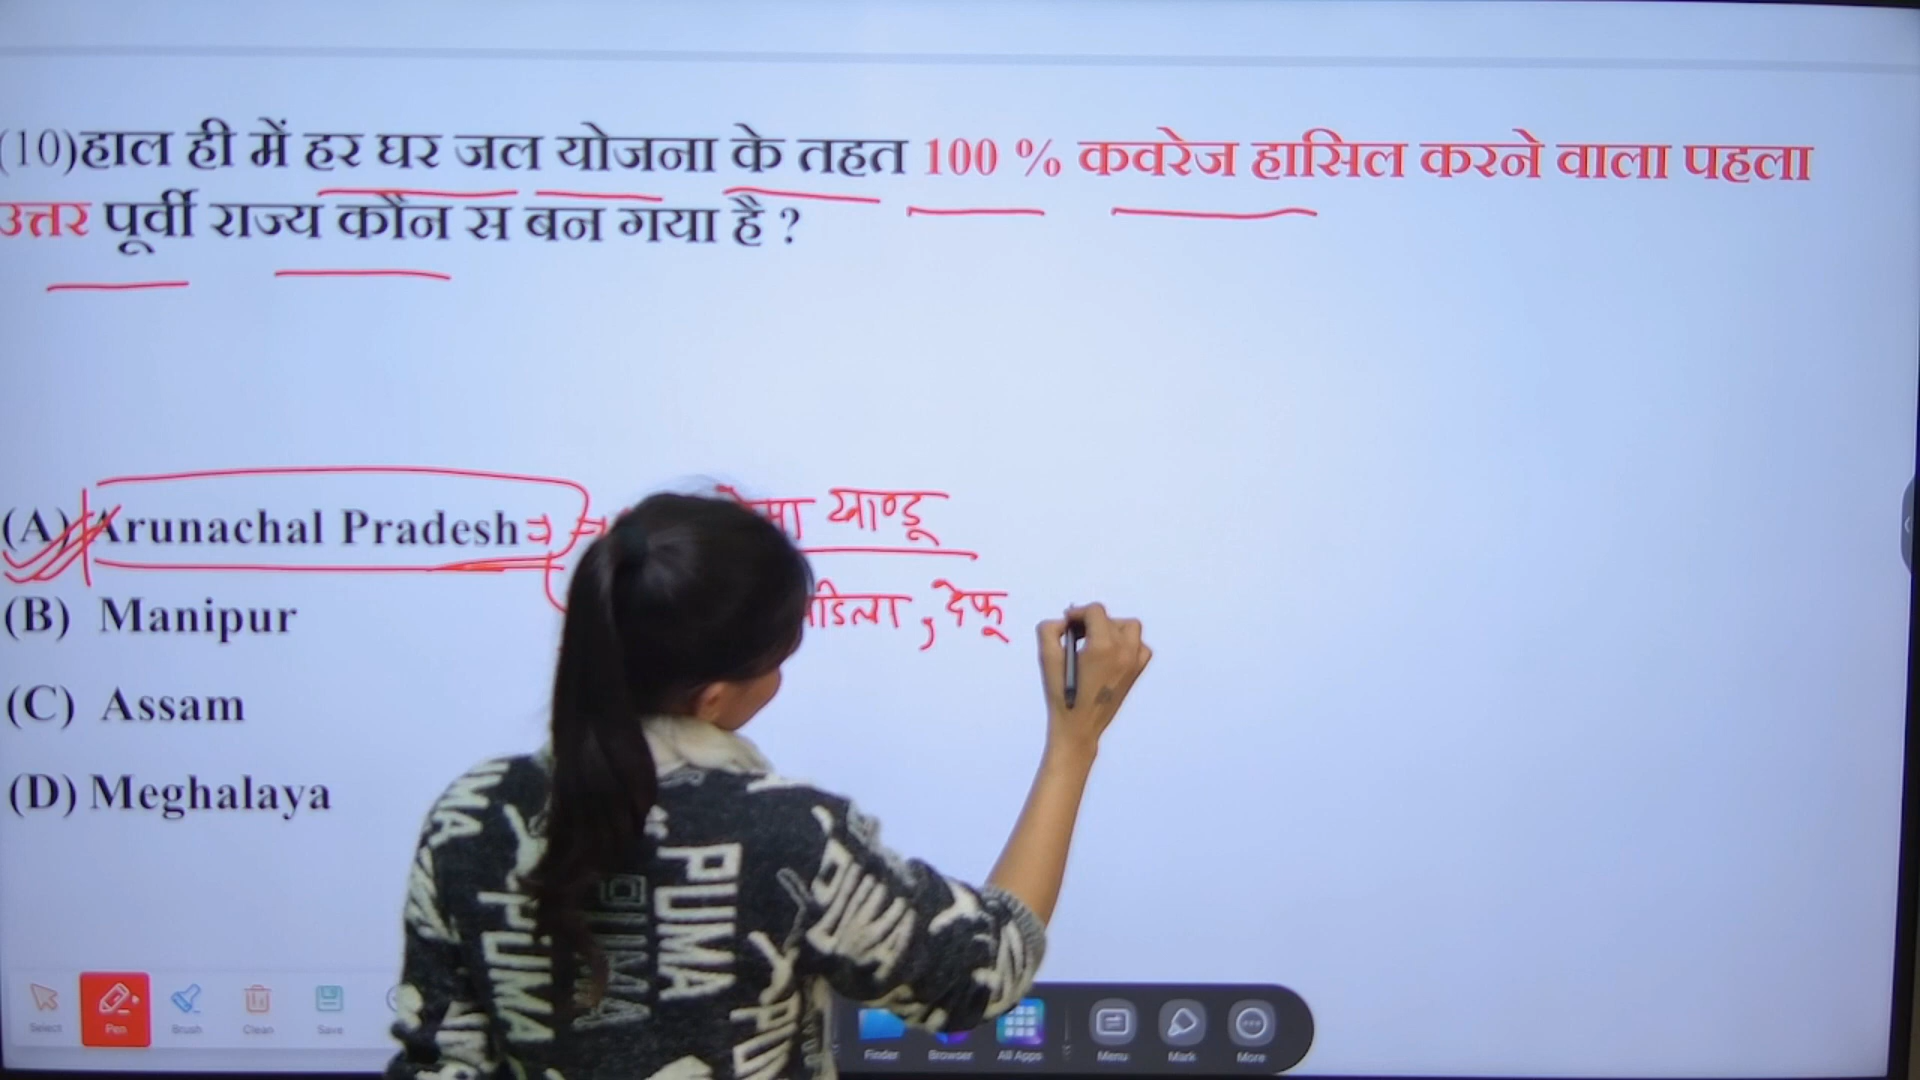 (10)हाल ही में हर घर जल योजना के तहत 100 % कवरेज हासिल करने वाला पहला
उत्तर पूर्वी राज्य कौन स बन गया है ?
(A) Arunachal Pradesh
खाण्डू
(B) Manipur
डिला , देफू
(C) Assam
(D) Meghalaya
PUMA
PUMA
PUMA
Select Pen Brush Clean Save
Finder Browser All Apps Menu Mark More